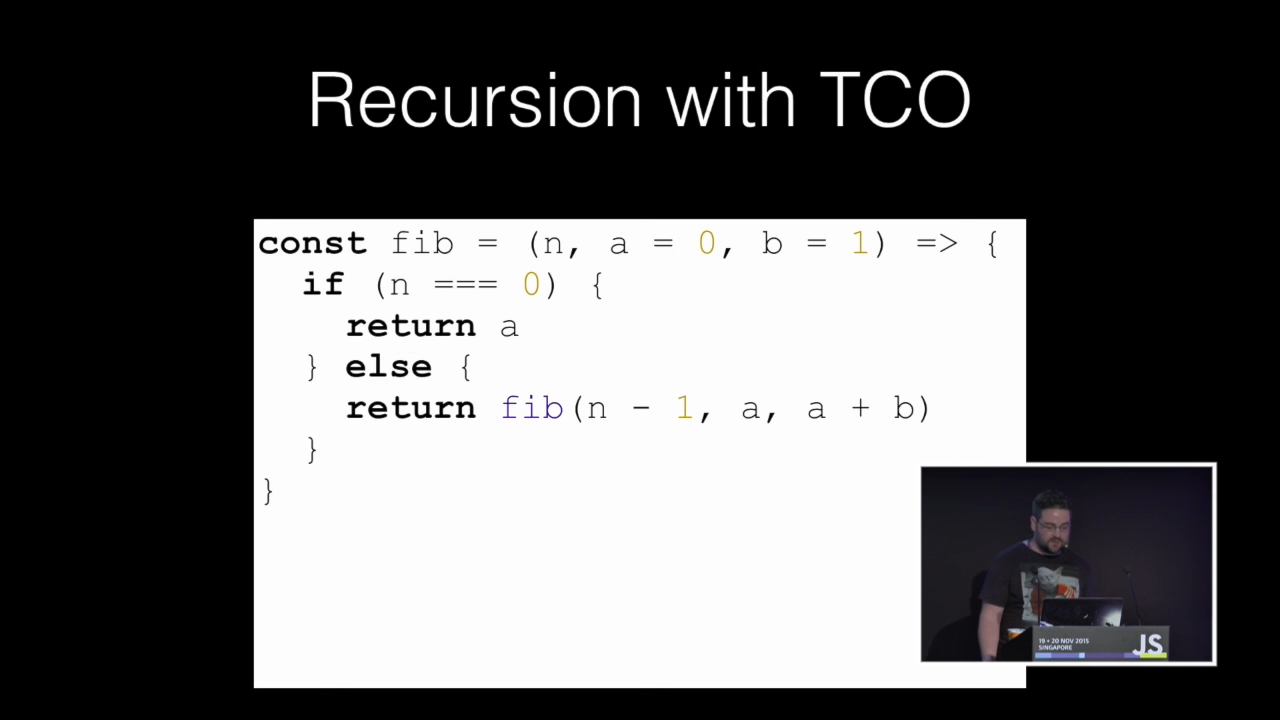 Recursion with TCO
const fib = (n, a = 0, b = 1) => {
  if (n === 0) {
    return a
  } else {
    return fib(n - 1, a, a + b)
  }
}
19 + 20 NOV 2015
SINGAPORE
JS